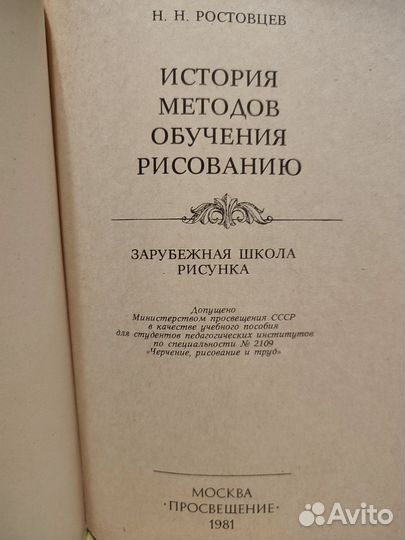 Н. Н. РОСТОВЦЕВ
ИСТОРИЯ
МЕТОДОВ
ОБУЧЕНИЯ
РИСОВАНИЮ
ЗАРУБЕЖНАЯ ШКОЛА
РИСУНКА
Допущено
Министерством просвещения СССР
в качестве учебного пособия
для студентов педагогических институтов
по специальности № 2109
«Черчение, рисование и труд»
МОСКВА
·ПРОСВЕЩЕНИЕ·
1981
Avito